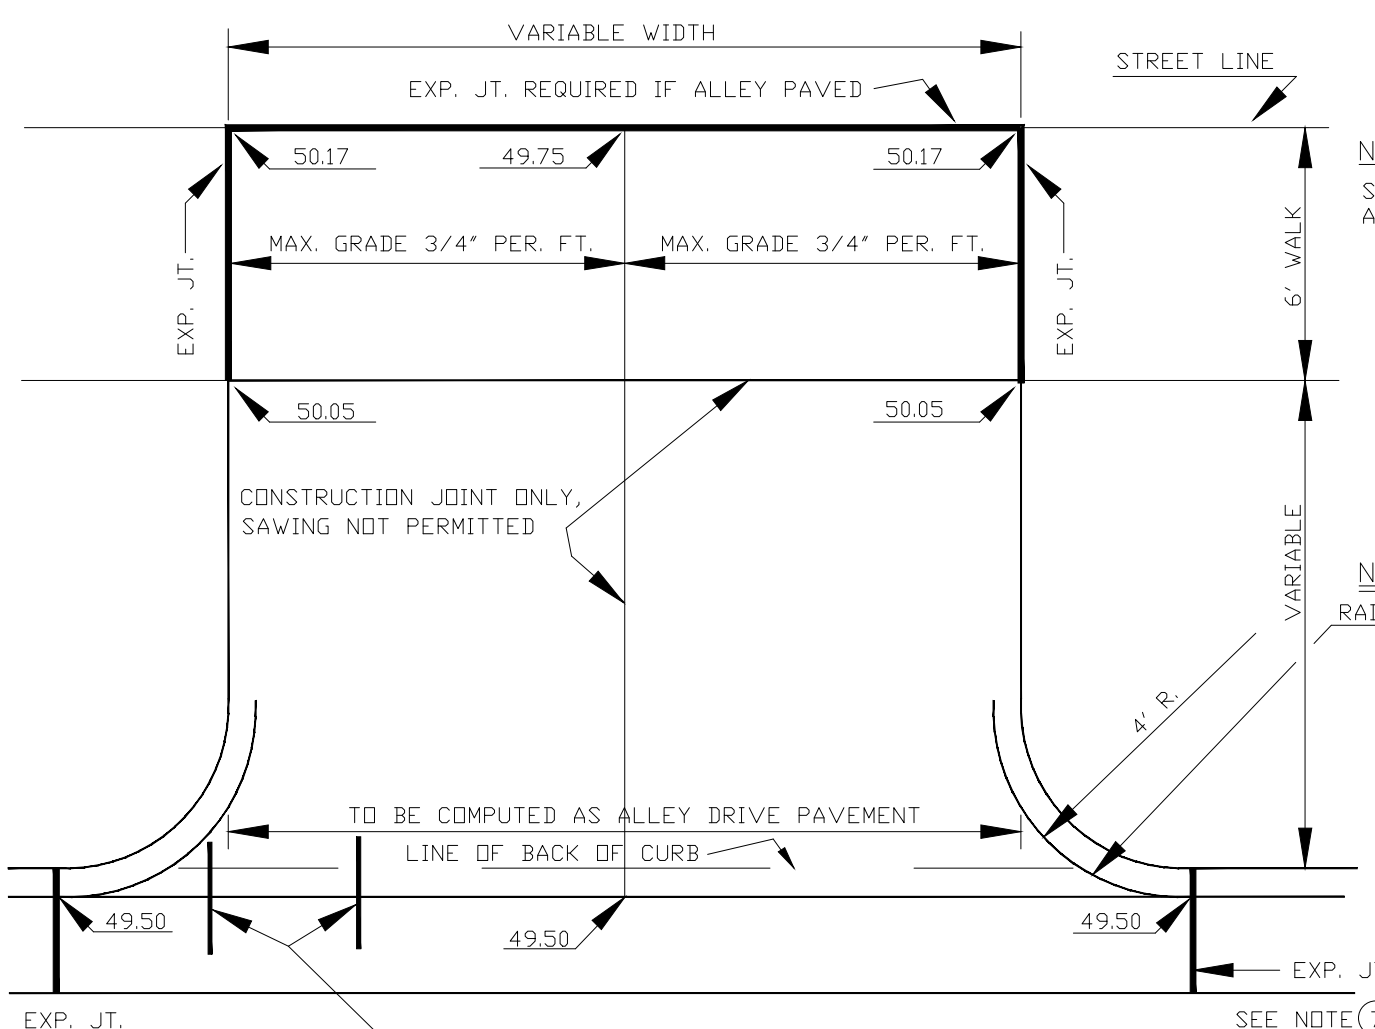 VARIABLE WIDTH
STREET LINE
EXP. JT. REQUIRED IF ALLEY PAVED
50.17
49.75
50.17
MAX. GRADE 3/4" PER. FT.
MAX. GRADE 3/4" PER. FT.
EXP. JT.
EXP. JT.
6' WALK
50.05
50.05
CONSTRUCTION JOINT ONLY,
SAWING NOT PERMITTED
VARIABLE
4' R.
TO BE COMPUTED AS ALLEY DRIVE PAVEMENT
LINE OF BACK OF CURB
49.50
49.50
49.50
EXP.
EXP. JT.
SEE NOTE